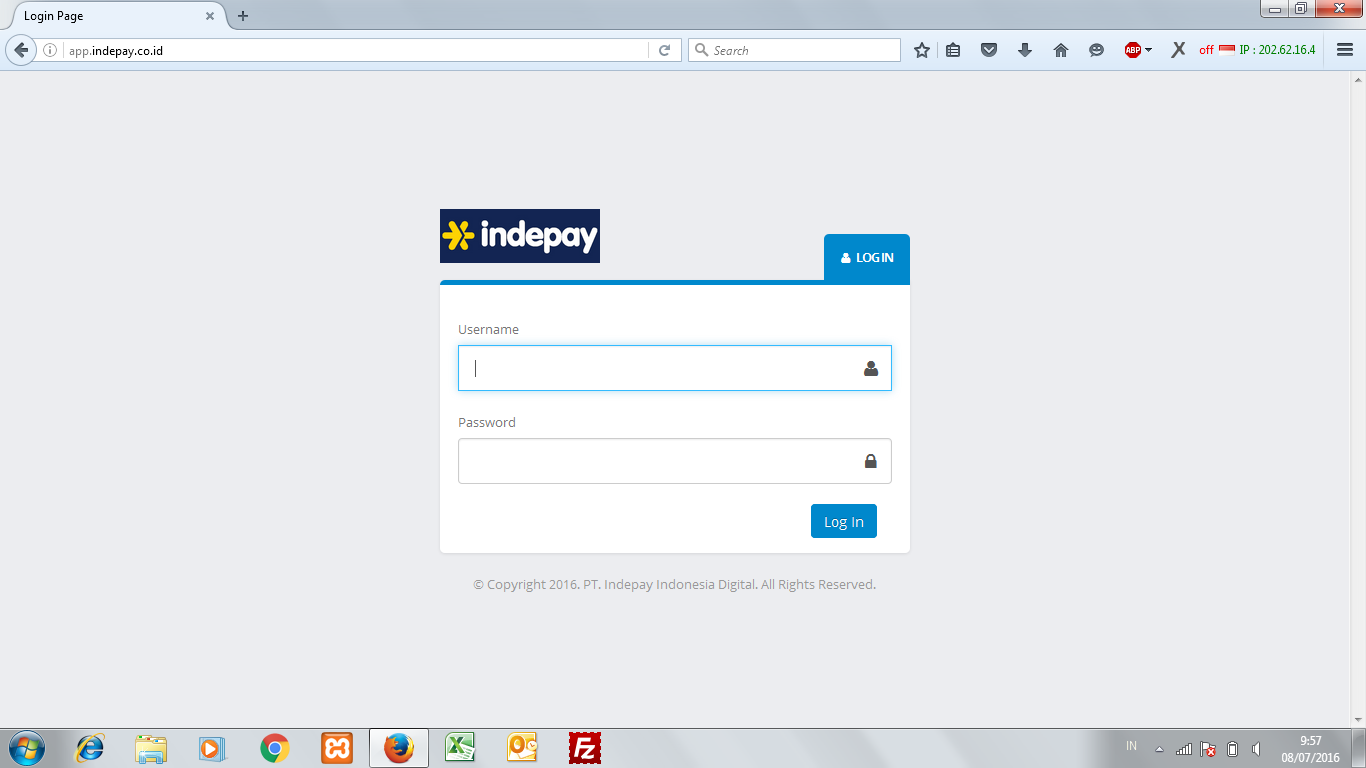 Login Page
app.indepay.co.id
Search
ABP
off IP : 202.62.16.4
indepay
LOGIN
Username
Password
Log In
© Copyright 2016. PT. Indepay Indonesia Digital. All Rights Reserved.
Fz
IN
9:57
08/07/2016